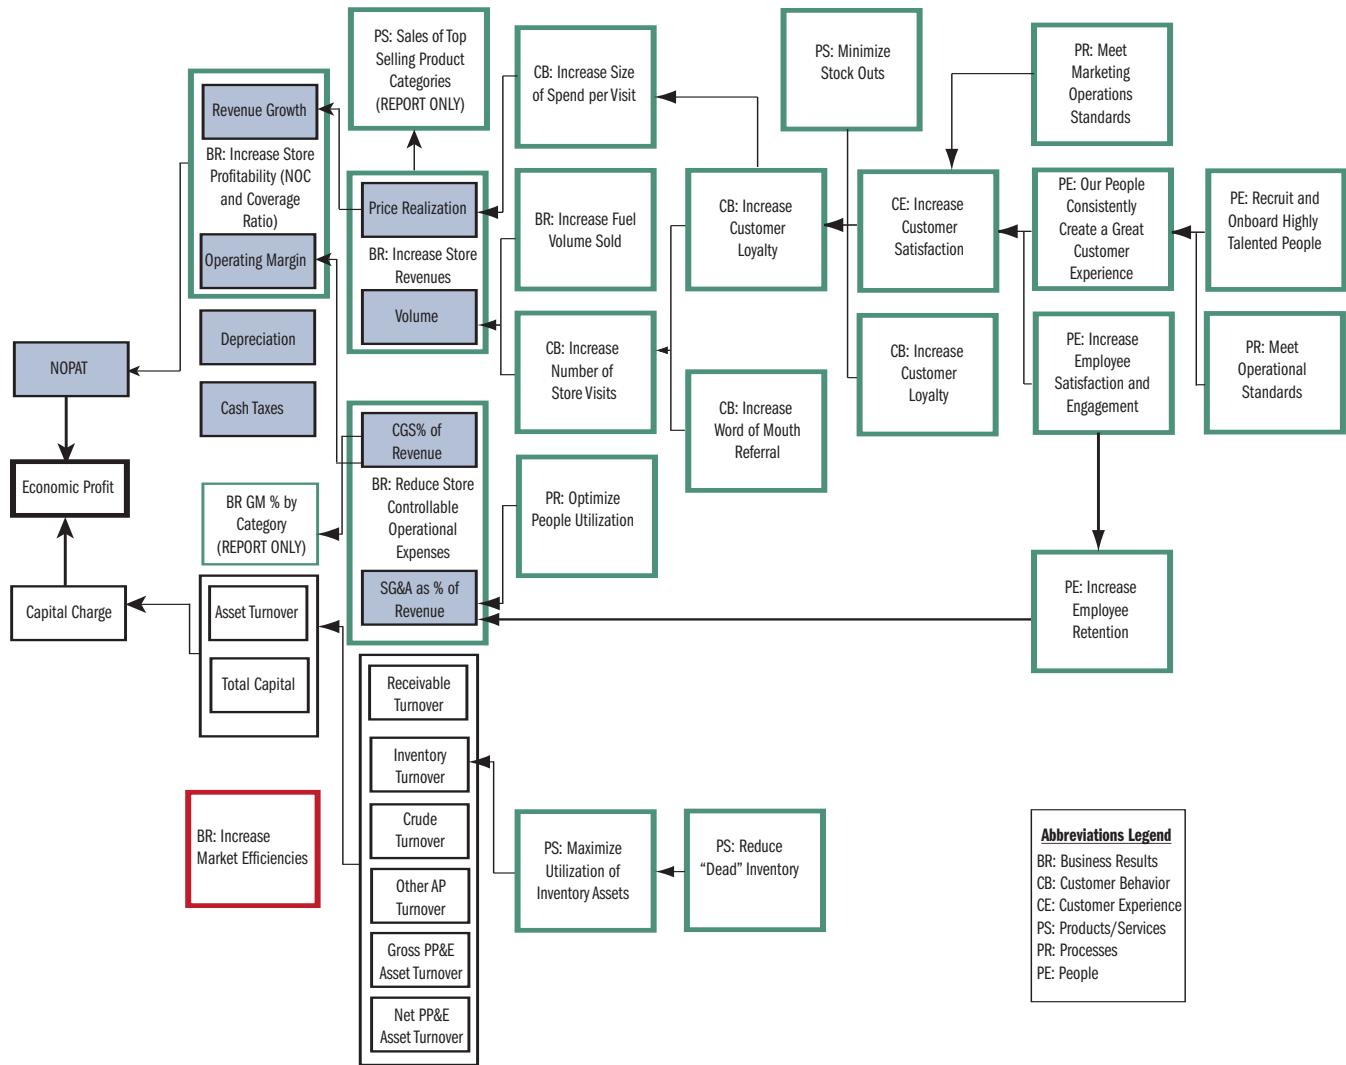 PS: Sales of Top
Selling Product
Categories
(REPORT ONLY)
CB: Increase Size
of Spend per Visit
PS: Minimize
Stock Outs
PR: Meet
Marketing
Operations
Standards
Revenue Growth
BR: Increase Store
Profitability (NOC
and Coverage
Ratio)
Operating Margin
Price Realization
BR: Increase Store
Revenues
Volume
BR: Increase Fuel
Volume Sold
CB: Increase
Customer
Loyalty
CE: Increase
Customer
Satisfaction
PE: Our People
Consistently
Create a Great
Customer
Experience
PE: Recruit and
Onboard Highly
Talented People
Depreciation
NOPAT
Cash Taxes
CB: Increase
Number of
Store Visits
CB: Increase
Customer
Loyalty
PE: Increase
Employee
Satisfaction and
Engagement
PR: Meet
Operational
Standards
CB: Increase
Word of Mouth
Referral
CGS% of
Revenue
BR: Reduce Store
Controllable
Operational
Expenses
SG&A as % of
Revenue
Economic Profit
BR GM % by
Category
(REPORT ONLY)
PR: Optimize
People Utilization
Capital Charge
Asset Turnover
Total Capital
PE: Increase
Employee
Retention
Receivable
Turnover
Inventory
Turnover
Crude
Turnover
Other AP
Turnover
Gross PP&E
Asset Turnover
Net PP&E
Asset Turnover
BR: Increase
Market Efficiencies
PS: Maximize
Utilization of
Inventory Assets
PS: Reduce
“Dead” Inventory
Abbreviations Legend
BR: Business Results
CB: Customer Behavior
CE: Customer Experience
PS: Products/Services
PR: Processes
PE: People